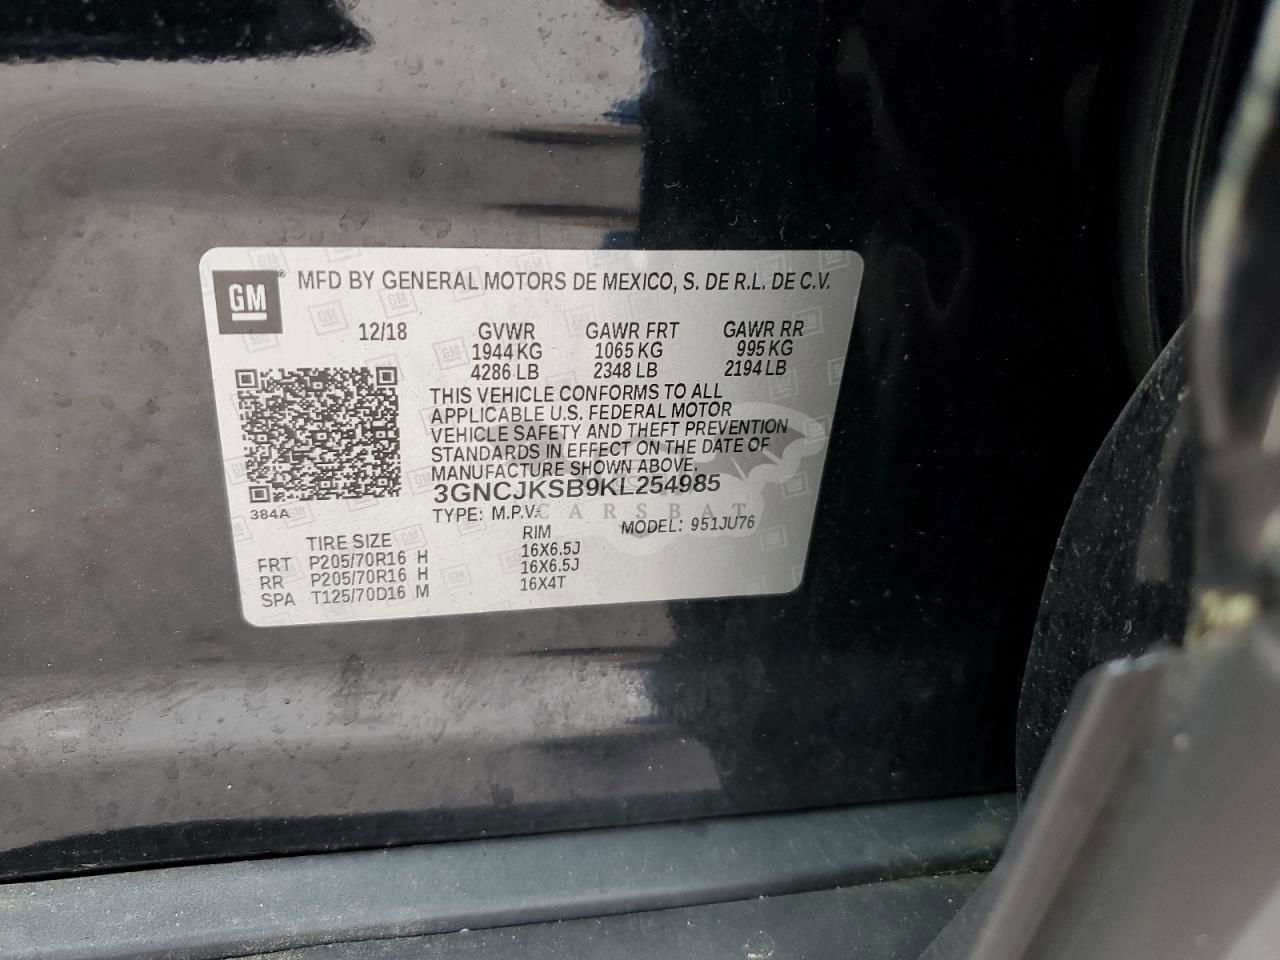 GM® MFD BY GENERAL MOTORS DE MEXICO, S. DE R.L. DE C.V.
12/18 GVWR GAWR FRT GAWR RR
1944 KG 1065 KG 995 KG
4286 LB 2348 LB 2194 LB
THIS VEHICLE CONFORMS TO ALL
APPLICABLE U.S. FEDERAL MOTOR
VEHICLE SAFETY AND THEFT PREVENTION
STANDARDS IN EFFECT ON THE DATE OF
MANUFACTURE SHOWN ABOVE.
3GNCJKSB9KL254985
384A
TYPE: M.P.V. MODEL: 951JU76
CARSBAT
TIRE SIZE RIM
FRT P205/70R16 H 16X6.5J
RR P205/70R16 H 16X6.5J
SPA T125/70D16 M 16X4T